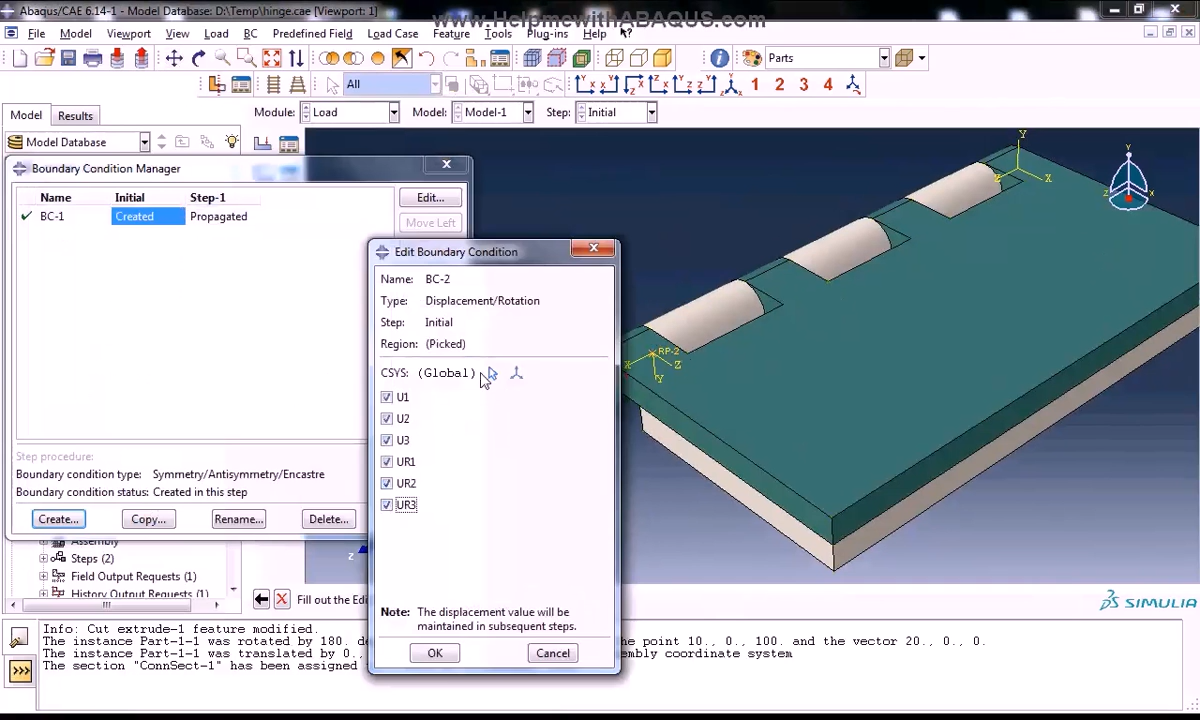 Abaqus/CAE 6.14-1 - Model Database: D:\Temp\hinge.cae [Viewport: 1]
www.HelpmewithABAQUS.com
File Model Viewport View Load BC Predefined Field Load Case Feature Tools Plug-ins Help
Parts
All
1 2 3 4
Model Results
Module: Load Model: Model-1 Step: Initial
Model Database
Boundary Condition Manager
Name Initial Step-1
BC-1 Created Propagated
Edit...
Move Left
Step procedure:
Boundary condition type: Symmetry/Antisymmetry/Encastre
Boundary condition status: Created in this step
Create... Copy... Rename... Delete...
Edit Boundary Condition
Name: BC-2
Type: Displacement/Rotation
Step: Initial
Region: (Picked)
CSYS: (Global)
U1
U2
U3
UR1
UR2
UR3
Note: The displacement value will be
maintained in subsequent steps.
OK Cancel
Y
Z X
Y
Z X
RP-2
X Z
Y
z
Assembly
Steps (2)
Field Output Requests (1)
History Output Requests (1)
Fill out the Edi
SIMULIA
Info: Cut extrude-1 feature modified.
The instance Part-1-1 was rotated by 180. de the point 10., 0., 100. and the vector 20., 0., 0.
The instance Part-1-1 was translated by 0., embly coordinate system
The section "ConnSect-1" has been assigned